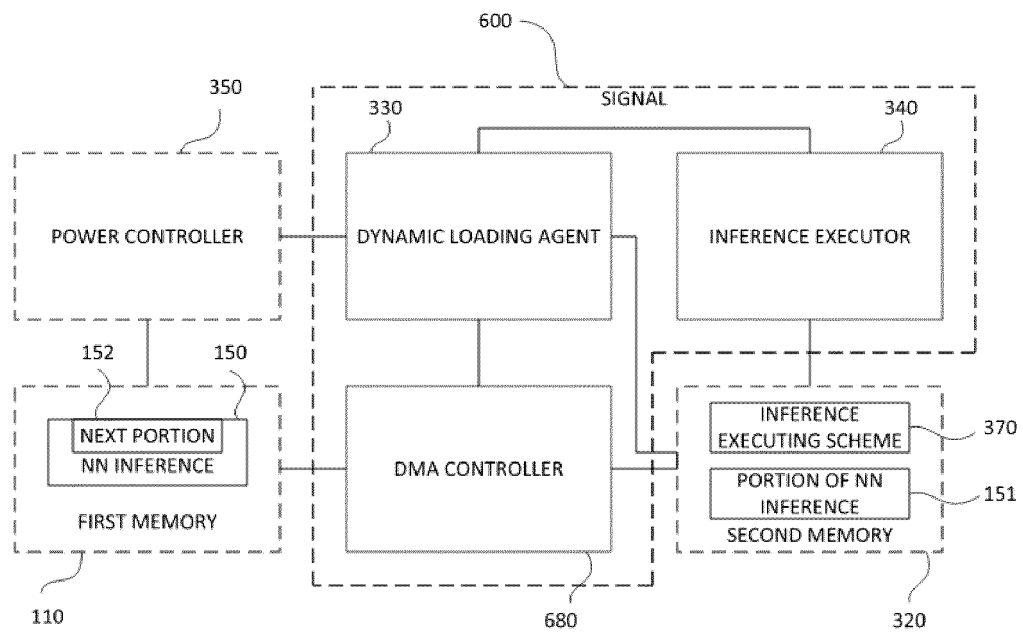 600
350
330
SIGNAL
340
POWER CONTROLLER
DYNAMIC LOADING AGENT
INFERENCE EXECUTOR
152
150
NEXT PORTION
NN INFERENCE
FIRST MEMORY
DMA CONTROLLER
INFERENCE
EXECUTING SCHEME
370
PORTION OF NN
INFERENCE
151
SECOND MEMORY
110
680
320